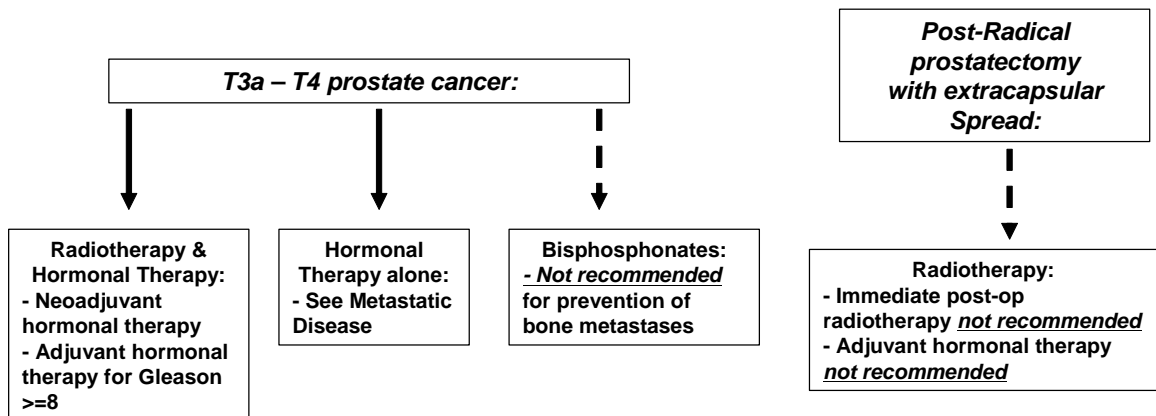 T3a – T4 prostate cancer:
Radiotherapy &
Hormonal Therapy:
- Neoadjuvant
hormonal therapy
- Adjuvant hormonal
therapy for Gleason
>=8
Hormonal
Therapy alone:
- See Metastatic
Disease
Bisphosphonates:
- Not recommended
for prevention of
bone metastases
Post-Radical
prostatectomy
with extracapsular
Spread:
Radiotherapy:
- Immediate post-op
radiotherapy not recommended
- Adjuvant hormonal therapy
not recommended